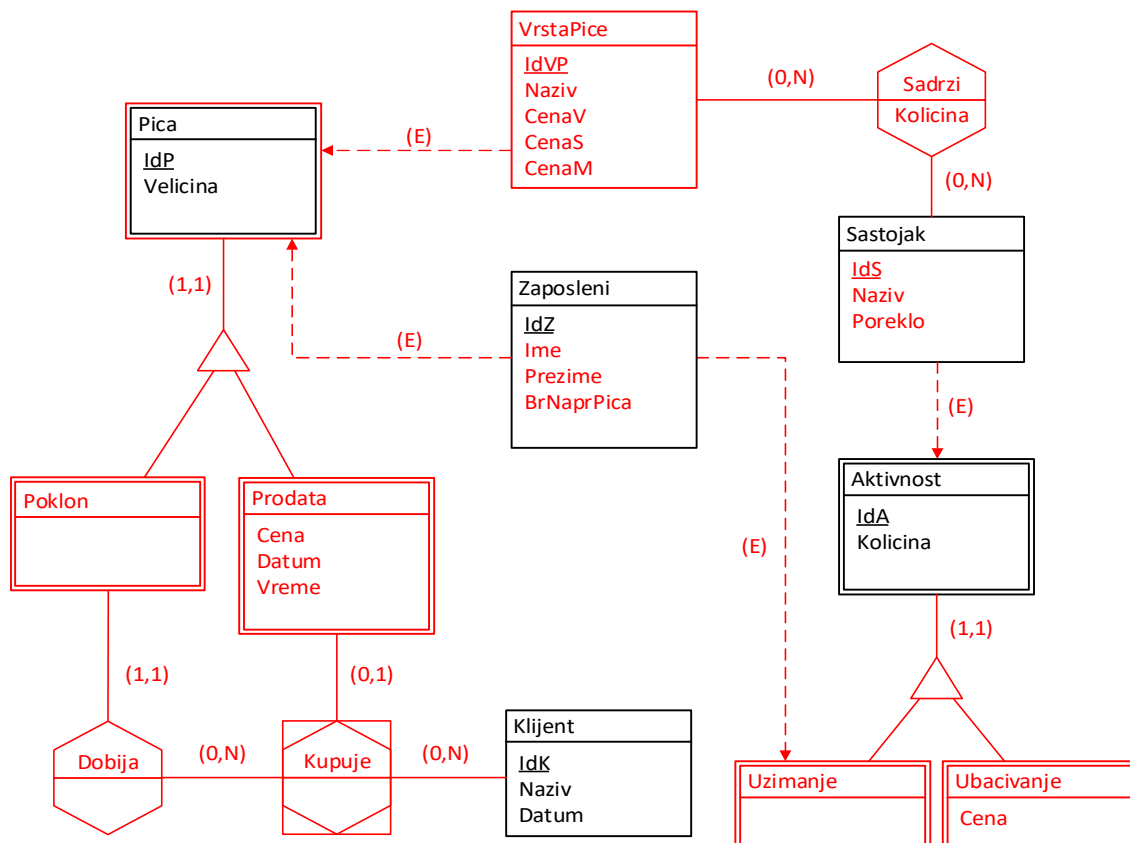 VrstaPice
IdVP
Naziv
CenaV
CenaS
CenaM
(0,N)
Sadrzi
Kolicina
(0,N)
Pica
IdP
Velicina
(E)
(1,1)
Zaposleni
IdZ
Ime
Prezime
BrNaprPica
(E)
(E)
Sastojak
IdS
Naziv
Poreklo
(E)
Aktivnost
IdA
Kolicina
(1,1)
Poklon
Prodata
Cena
Datum
Vreme
(1,1)
(0,1)
Dobija
(0,N)
Kupuje
(0,N)
Klijent
IdK
Naziv
Datum
Uzimanje
Ubacivanje
Cena